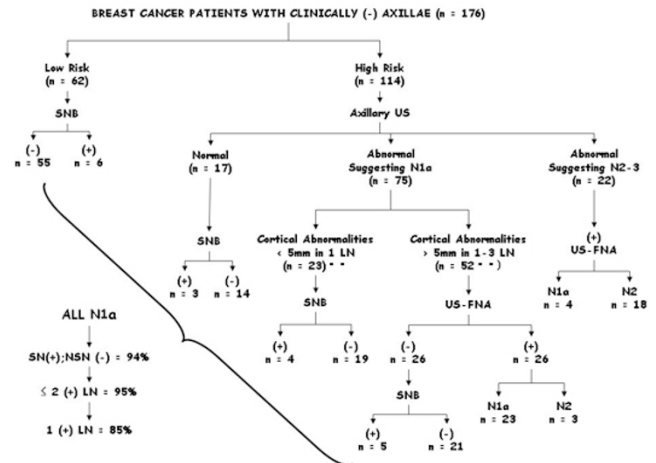 BREAST CANCER PATIENTS WITH CLINICALLY (-) AXILLAE (n = 176)
Low Risk
(n = 62)
High Risk
(n = 114)
SNB
Axillary US
(-)
n = 55
(+)
n = 6
Normal
(n = 17)
Abnormal
Suggesting N1a
(n = 75)
Abnormal
Suggesting N2-3
(n = 22)
SNB
(+)
n = 3
(-)
n = 14
Cortical Abnormalities
< 5mm in 1 LN
(n = 23)**
Cortical Abnormalities
> 5mm in 1-3 LN
(n = 52**)
(+)
US-FNA
N1a
n = 4
N2
n = 18
SNB
US-FNA
(+)
n = 4
(-)
n = 19
(-)
n = 26
(+)
n = 26
SNB
N1a
n = 23
N2
n = 3
(+)
n = 5
(-)
n = 21
ALL N1a
SN(+);NSN (-) = 94%
≤ 2 (+) LN = 95%
1 (+) LN = 85%